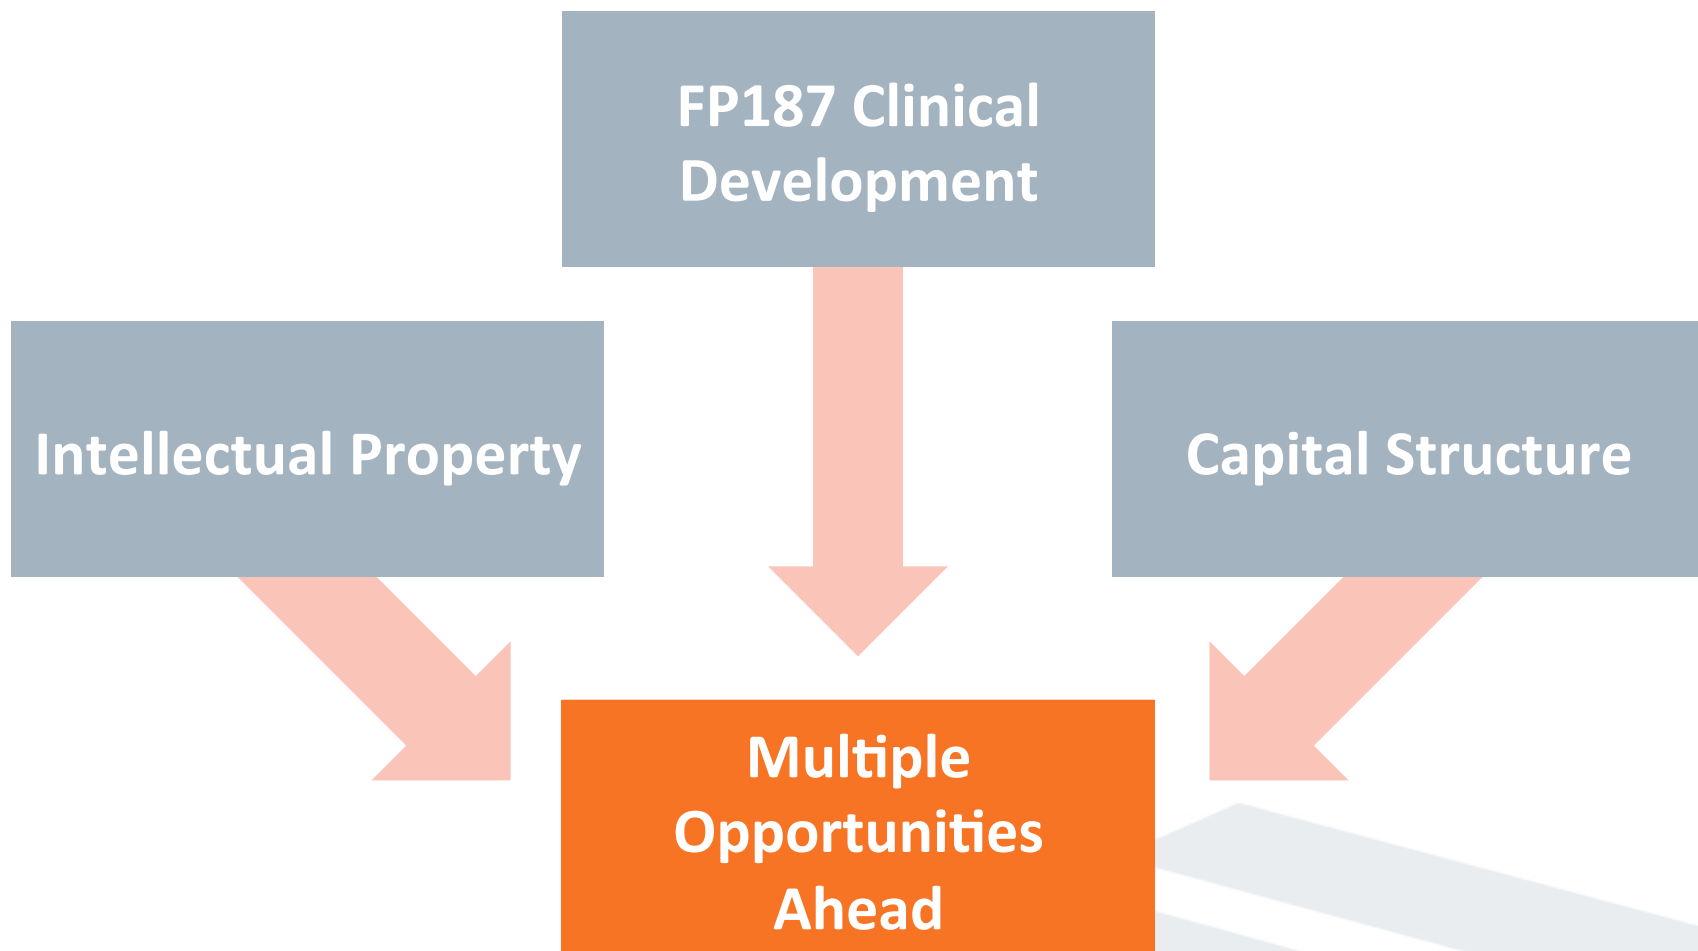 FP187 Clinical
Development
Intellectual Property
Capital Structure
Multiple
Opportunities
Ahead